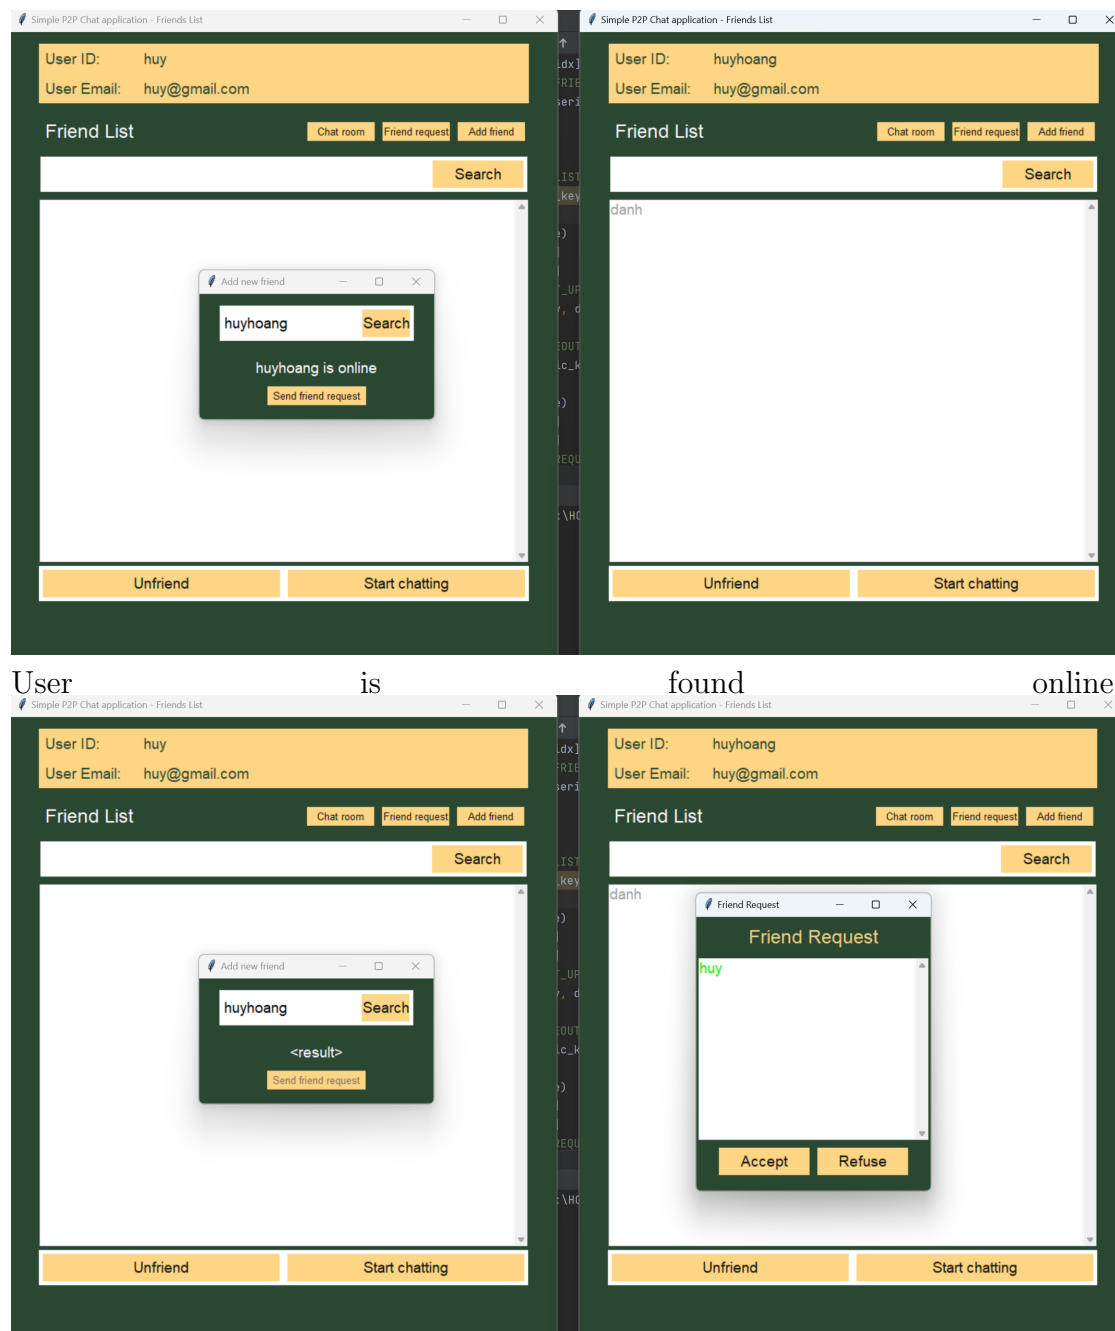 Simple P2P Chat application - Friends List
User ID: huy
User Email: huy@gmail.com
Friend List
Chat room Friend request Add friend
Search
Add new friend
huyhoang Search
huyhoang is online
Send friend request
Unfriend Start chatting
Simple P2P Chat application - Friends List
User ID: huyhoang
User Email: huy@gmail.com
Friend List
Chat room Friend request Add friend
Search
danh
Unfriend Start chatting
User is found online
Simple P2P Chat application - Friends List
User ID: huy
User Email: huy@gmail.com
Friend List
Chat room Friend request Add friend
Search
Add new friend
huyhoang Search
<result>
Send friend request
Unfriend Start chatting
Simple P2P Chat application - Friends List
User ID: huyhoang
User Email: huy@gmail.com
Friend List
Chat room Friend request Add friend
Search
danh
Friend Request
Friend Request
huy
Accept Refuse
Unfriend Start chatting